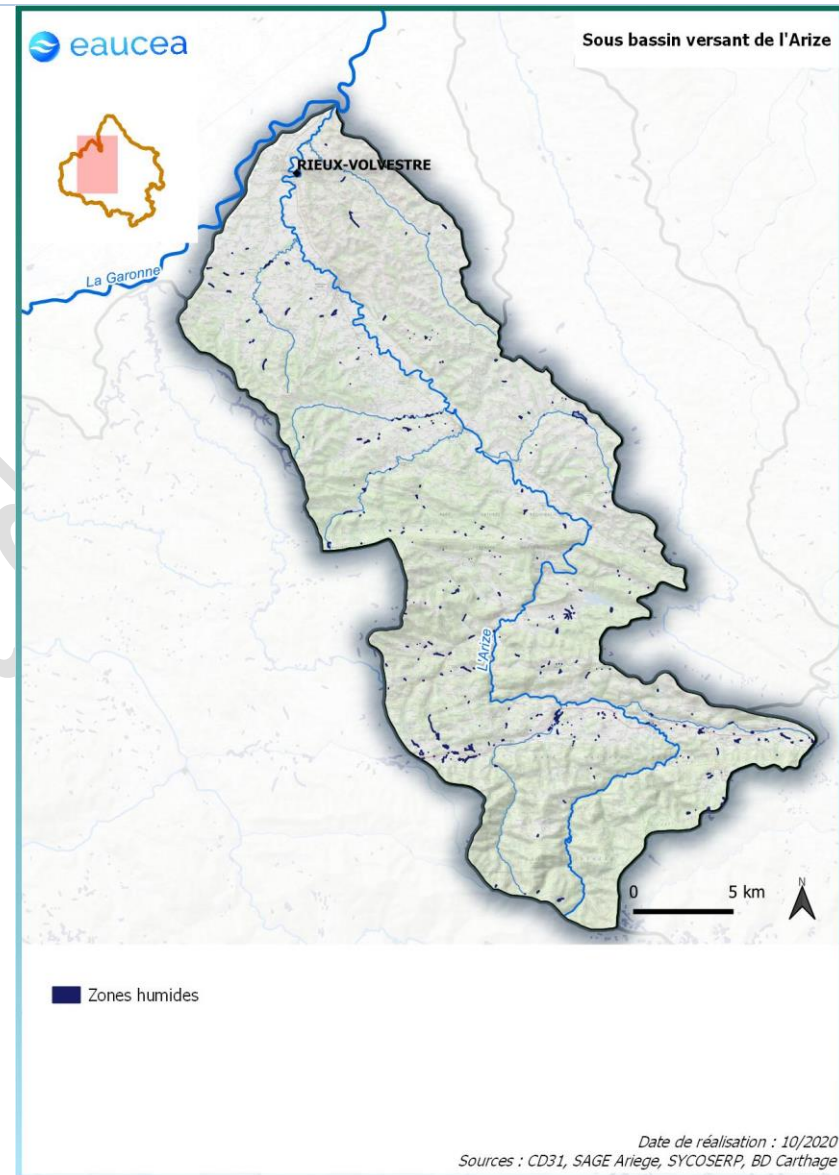 eaucea
Sous bassin versant de l'Arize
RIEUX-VOLVESTRE
La Garonne
L'Arize
N
0 5 km
Zones humides
Date de réalisation : 10/2020
Sources : CD31, SAGE Ariege, SYCOSERP, BD Carthage